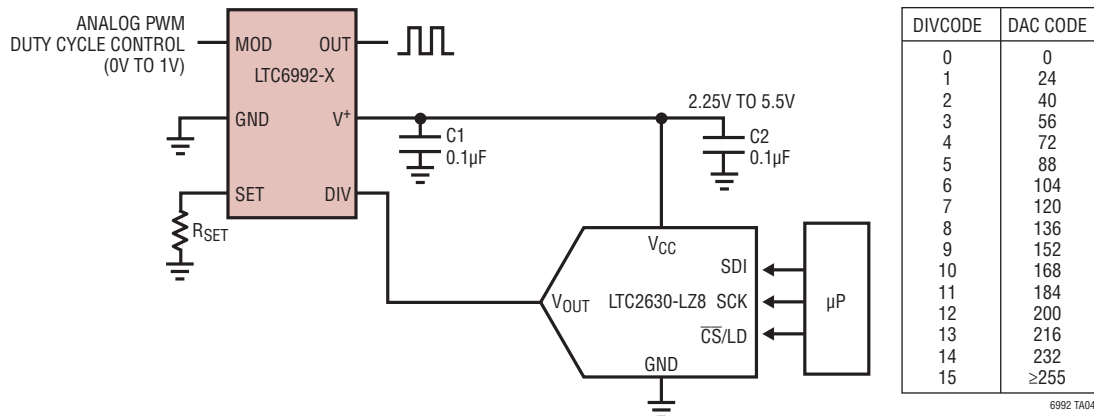 ANALOG PWM
DUTY CYCLE CONTROL
(0V TO 1V)
MOD
OUT
LTC6992-X
GND
V+
SET
DIV
RSET
C1
0.1µF
2.25V TO 5.5V
C2
0.1µF
VCC
SDI
VOUT
LTC2630-LZ8
SCK
CS/LD
GND
µP
DIVCODE DAC CODE
0 0
1 24
2 40
3 56
4 72
5 88
6 104
7 120
8 136
9 152
10 168
11 184
12 200
13 216
14 232
15 ≥255
6992 TA04